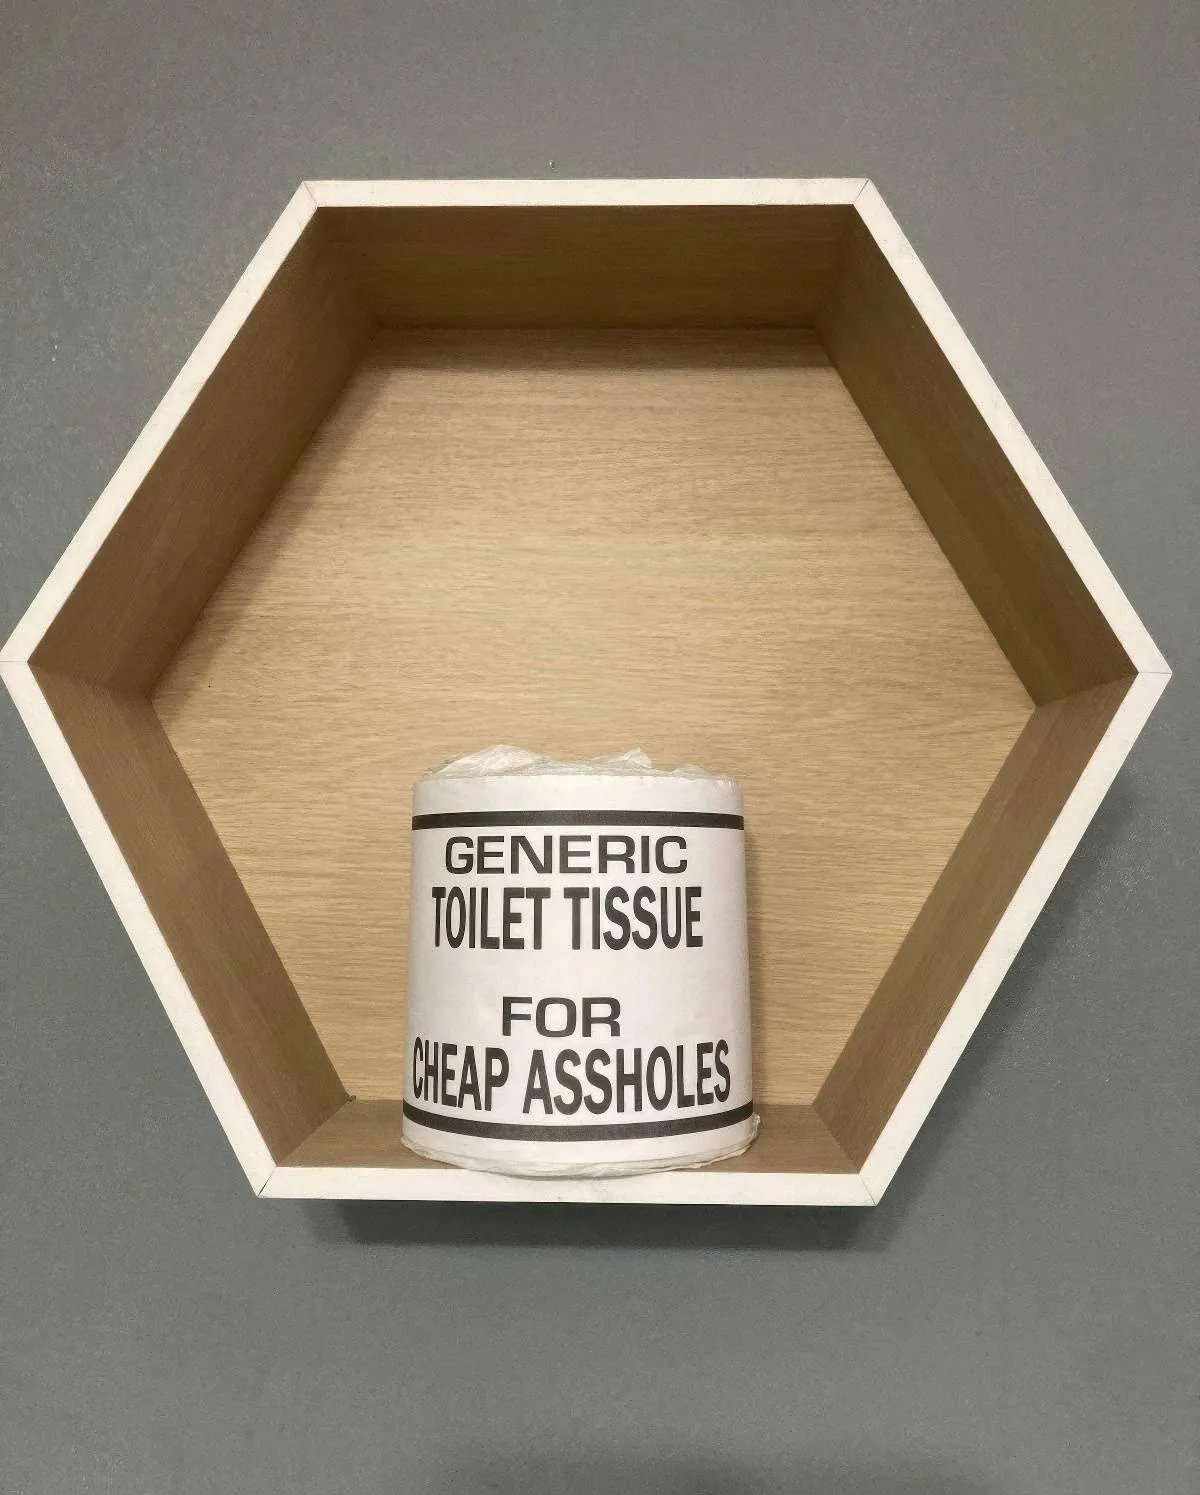 GENERIC
TOILET TISSUE
FOR
CHEAP ASSHOLES